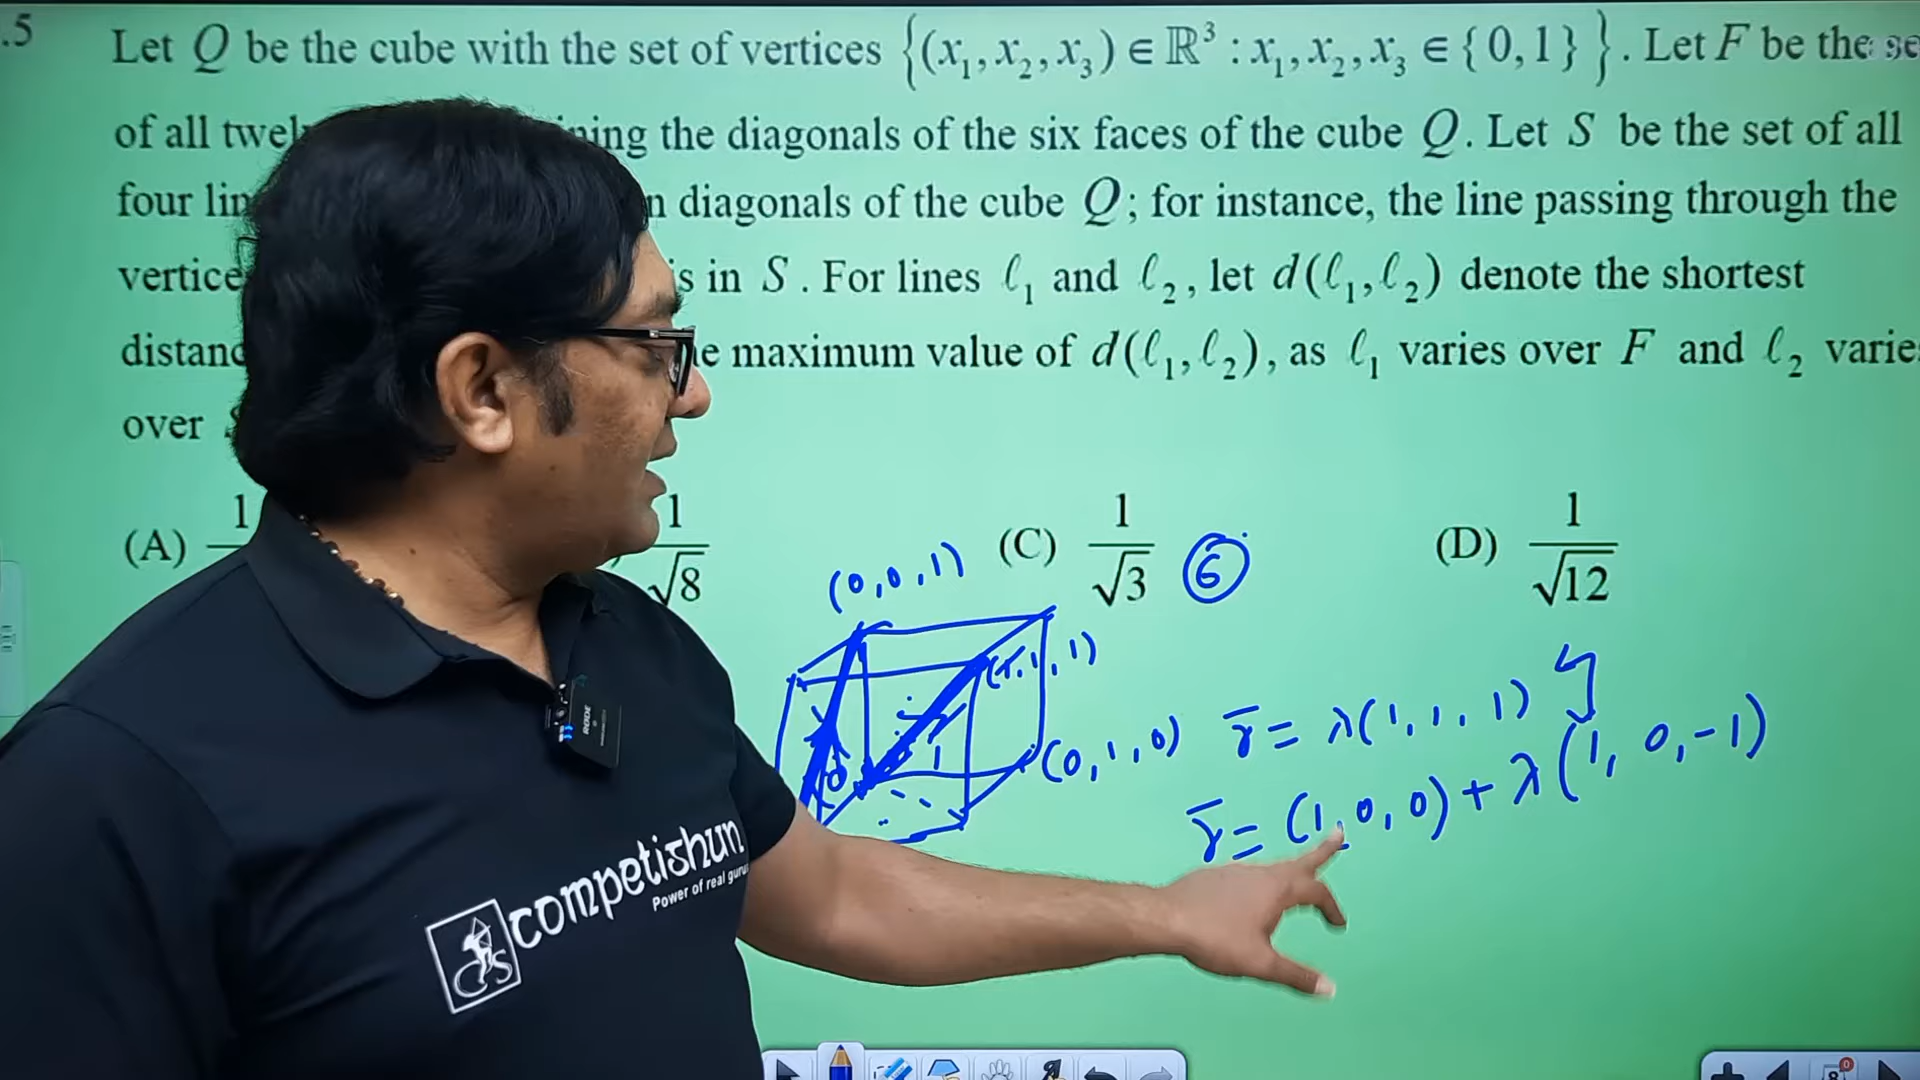 .5
Let Q be the cube with the set of vertices {(x₁, x₂, x₃) ∈ ℝ³ : x₁, x₂, x₃ ∈ {0, 1}}. Let F be the se
of all twel ning the diagonals of the six faces of the cube Q. Let S be the set of all
four lin n diagonals of the cube Q; for instance, the line passing through the
vertice s in S. For lines ℓ₁ and ℓ₂, let d(ℓ₁, ℓ₂) denote the shortest
distanc e maximum value of d(ℓ₁, ℓ₂), as ℓ₁ varies over F and ℓ₂ varies
over
(A) 1 1/√8 (C) 1/√3 (D) 1/√12
6
(0,0,1)
(1,1,1)
(0,1,0)
r̄ = λ(1, 1, 1)
r̄ = (1,0,0) + λ(1, 0, -1)
competishun
Power of real guru
CS
RODE